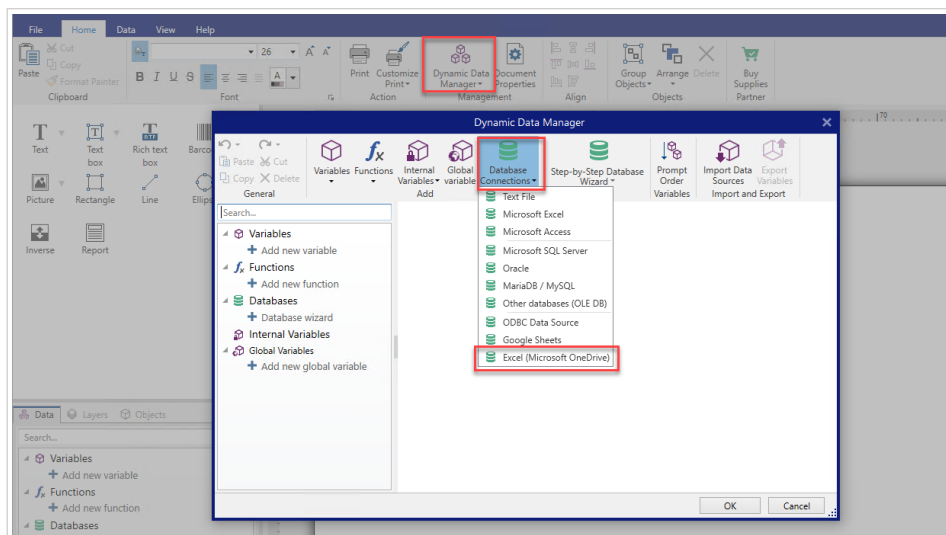 File Home Data View Help
Cut
Copy
Paste Format Painter
Clipboard
26 A A
B I U S A
Font
Print Customize Print
Action
Dynamic Data Manager Document Properties
Management
Align
Group Objects Arrange Delete
Objects
Buy Supplies
Partner
T Text
T Text box
T RTF Rich text box
Picture Rectangle Line
Inverse Report
70
Dynamic Data Manager
Paste Cut
Copy Delete
General
Variables Functions Internal Variables Global variable Database Connections Step-by-Step Database Wizard
Add
Prompt Order
Variables
Import Data Sources Export Variables
Import and Export
Search...
Variables
Add new variable
Functions
Add new function
Databases
Database wizard
Internal Variables
Global Variables
Add new global variable
Text File
Microsoft Excel
Microsoft Access
Microsoft SQL Server
Oracle
MariaDB / MySQL
Other databases (OLE DB)
ODBC Data Source
Google Sheets
Excel (Microsoft OneDrive)
OK Cancel
Data Layers Objects
Search...
Variables
Add new variable
Functions
Add new function
Databases